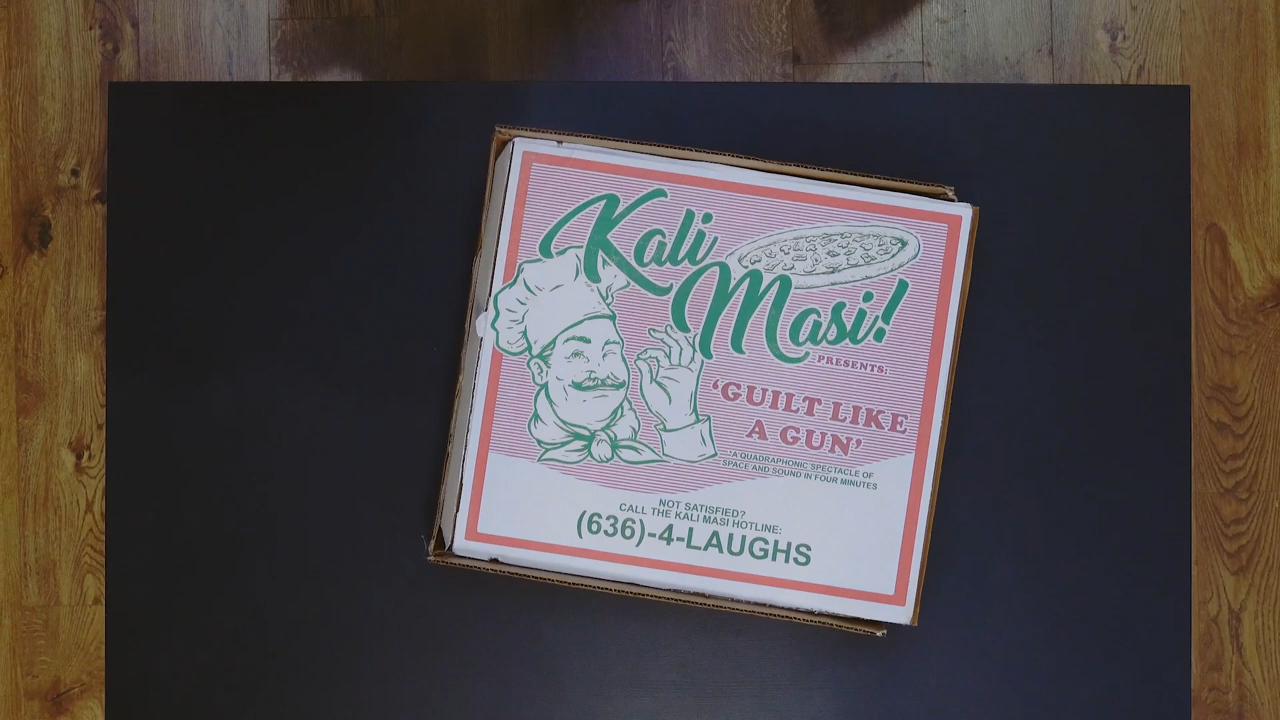 Kali
Masi!
PRESENTS:
'GUILT LIKE
A GUN'
'A QUADRAPHONIC SPECTACLE OF
SPACE AND SOUND IN FOUR MINUTES
NOT SATISFIED?
CALL THE KALI MASI HOTLINE:
(636)-4-LAUGHS